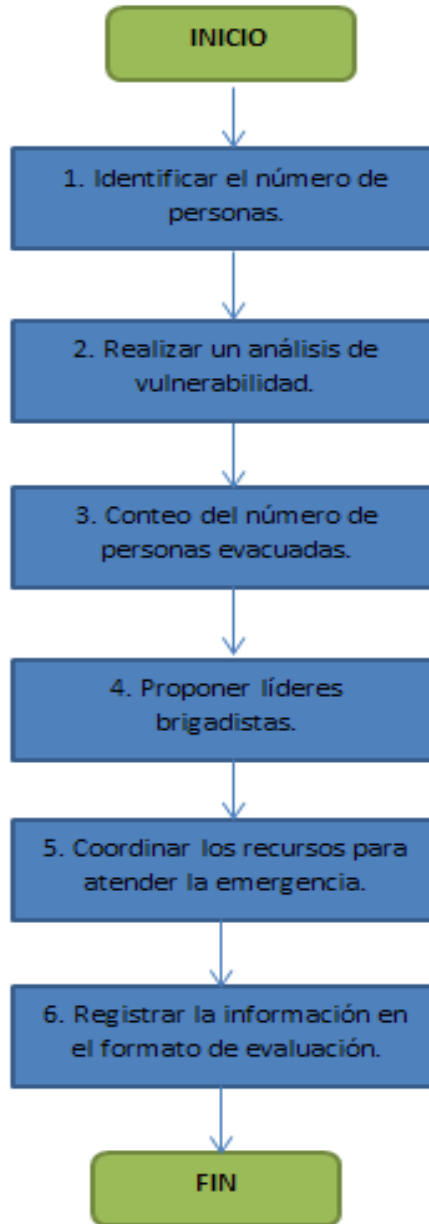 INICIO
1. Identificar el número de
personas.
2. Realizar un análisis de
vulnerabilidad.
3. Conteo del número de
personas evacuadas.
4. Proponer líderes
brigadistas.
5. Coordinar los recursos para
atender la emergencia.
6. Registrar la información en
el formato de evaluación.
FIN